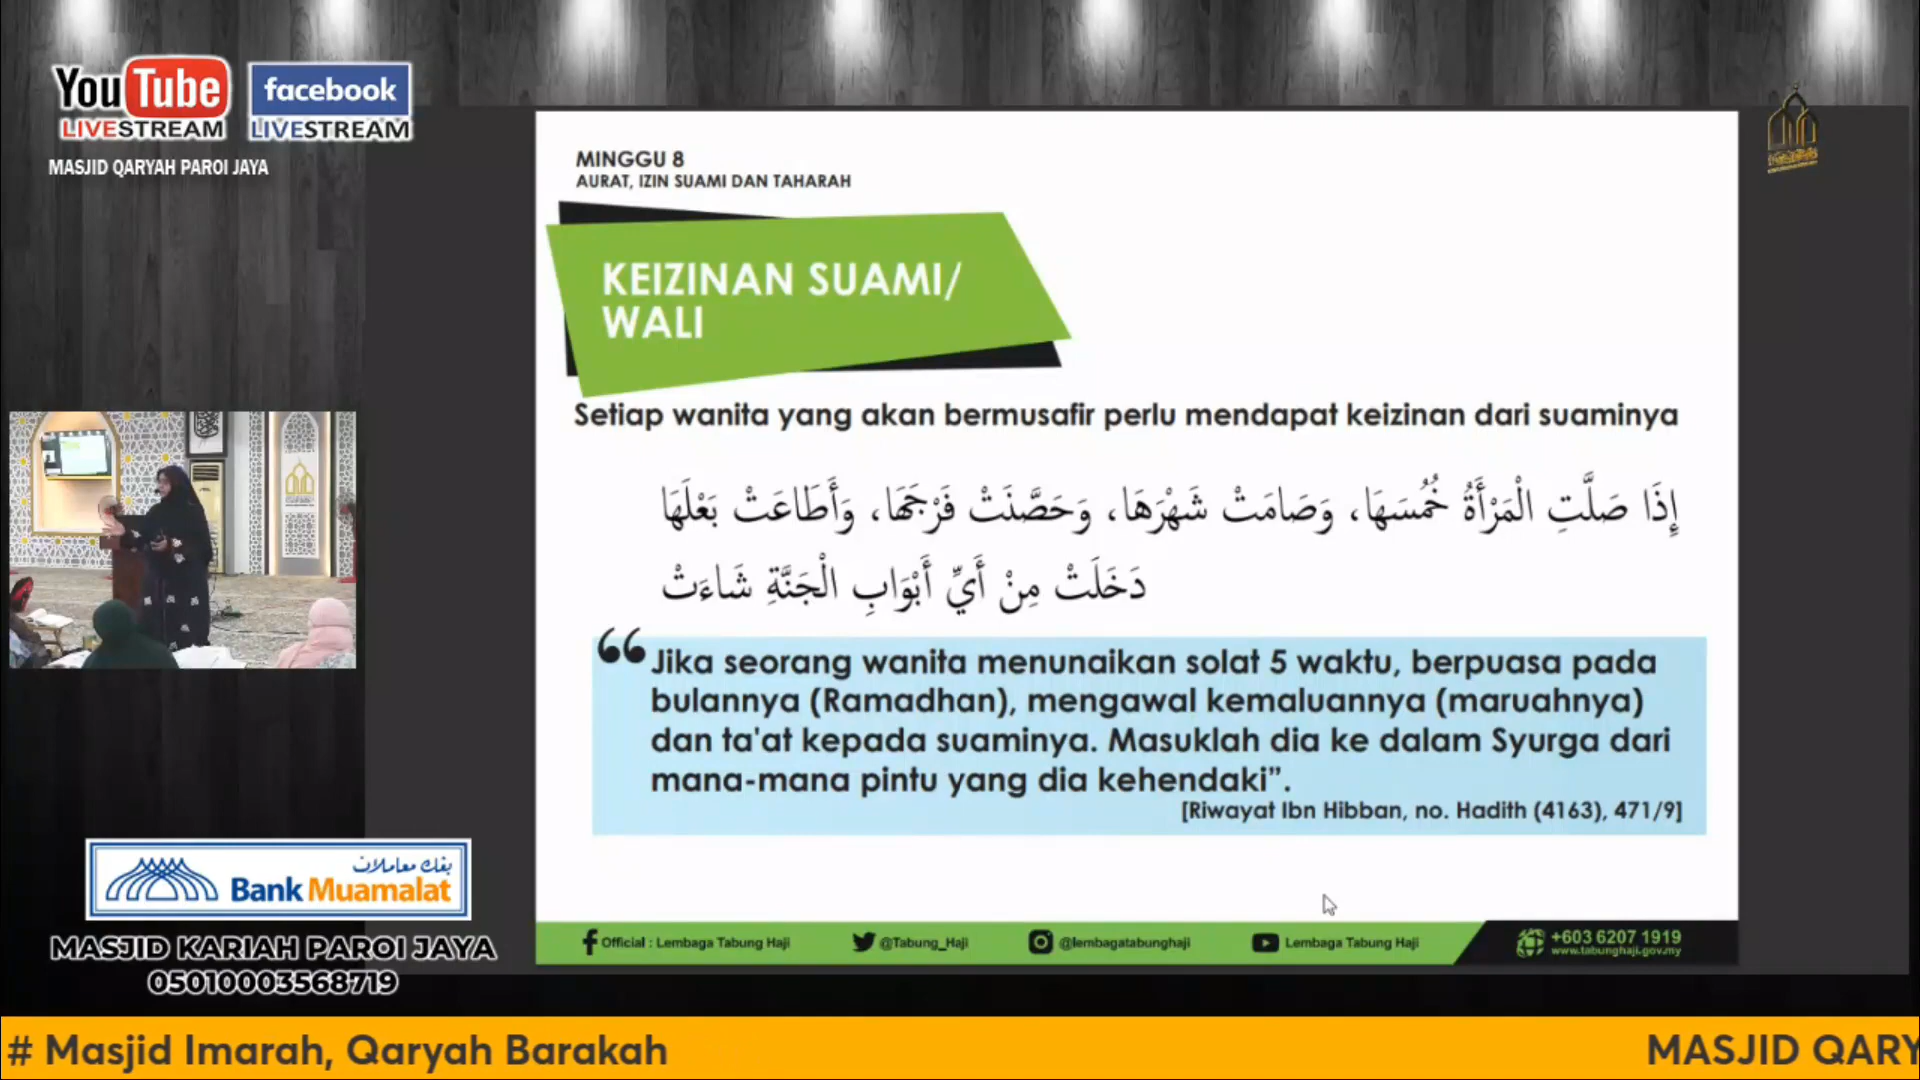 YouTube
LIVESTREAM
facebook
LIVESTREAM
MASJID QARYAH PAROI JAYA
MINGGU 8
AURAT, IZIN SUAMI DAN TAHARAH
KEIZINAN SUAMI/
WALI
Setiap wanita yang akan bermusafir perlu mendapat keizinan dari suaminya
إِذَا صَلَّتِ الْمَرْأَةُ خُمُسَهَا، وَصَامَتْ شَهْرَهَا، وَحَصَّنَتْ فَرْجَهَا، وَأَطَاعَتْ بَعْلَهَا
دَخَلَتْ مِنْ أَيِّ أَبْوَابِ الْجَنَّةِ شَاءَتْ
“Jika seorang wanita menunaikan solat 5 waktu, berpuasa pada
bulannya (Ramadhan), mengawal kemaluannya (maruahnya)
dan ta'at kepada suaminya. Masuklah dia ke dalam Syurga dari
mana-mana pintu yang dia kehendaki”.
[Riwayat Ibn Hibban, no. Hadith (4163), 471/9]
Official : Lembaga Tabung Haji
@Tabung_Haji
@lembagatabunghaji
Lembaga Tabung Haji
+603 6207 1919
www.tabunghaji.gov.my
بنك معاملات
Bank Muamalat
MASJID KARIAH PAROI JAYA
05010003568719
# Masjid Imarah, Qaryah Barakah
MASJID QARY